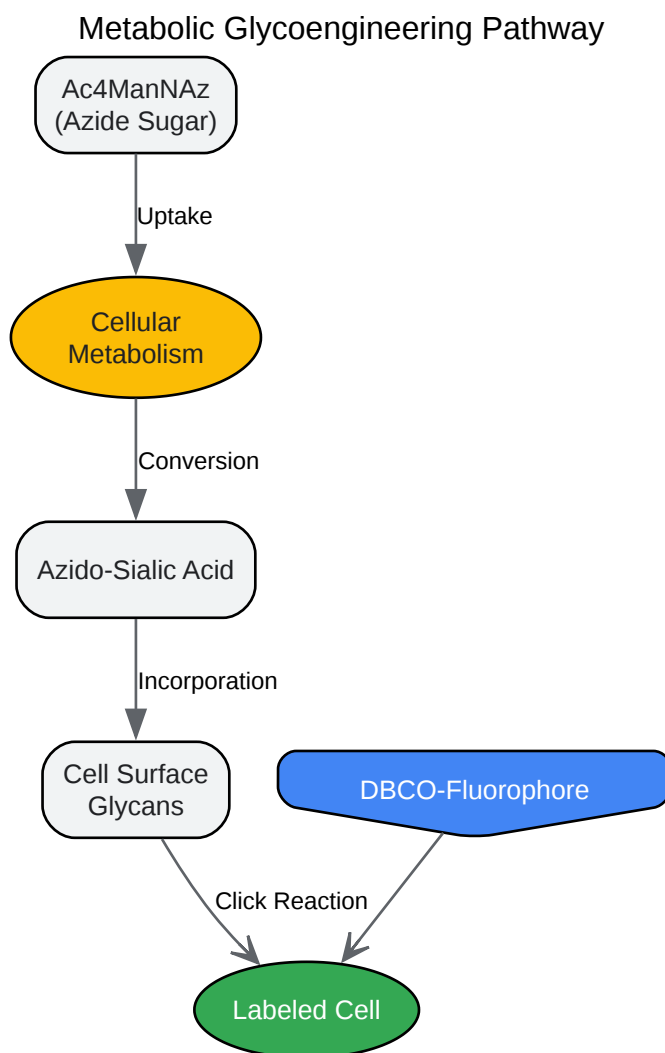 Metabolic Glycoengineering Pathway
Ac4ManNAz
(Azide Sugar)
Uptake
Cellular
Metabolism
Conversion
Azido-Sialic Acid
Incorporation
Cell Surface
Glycans
DBCO-Fluorophore
Click Reaction
Labeled Cell